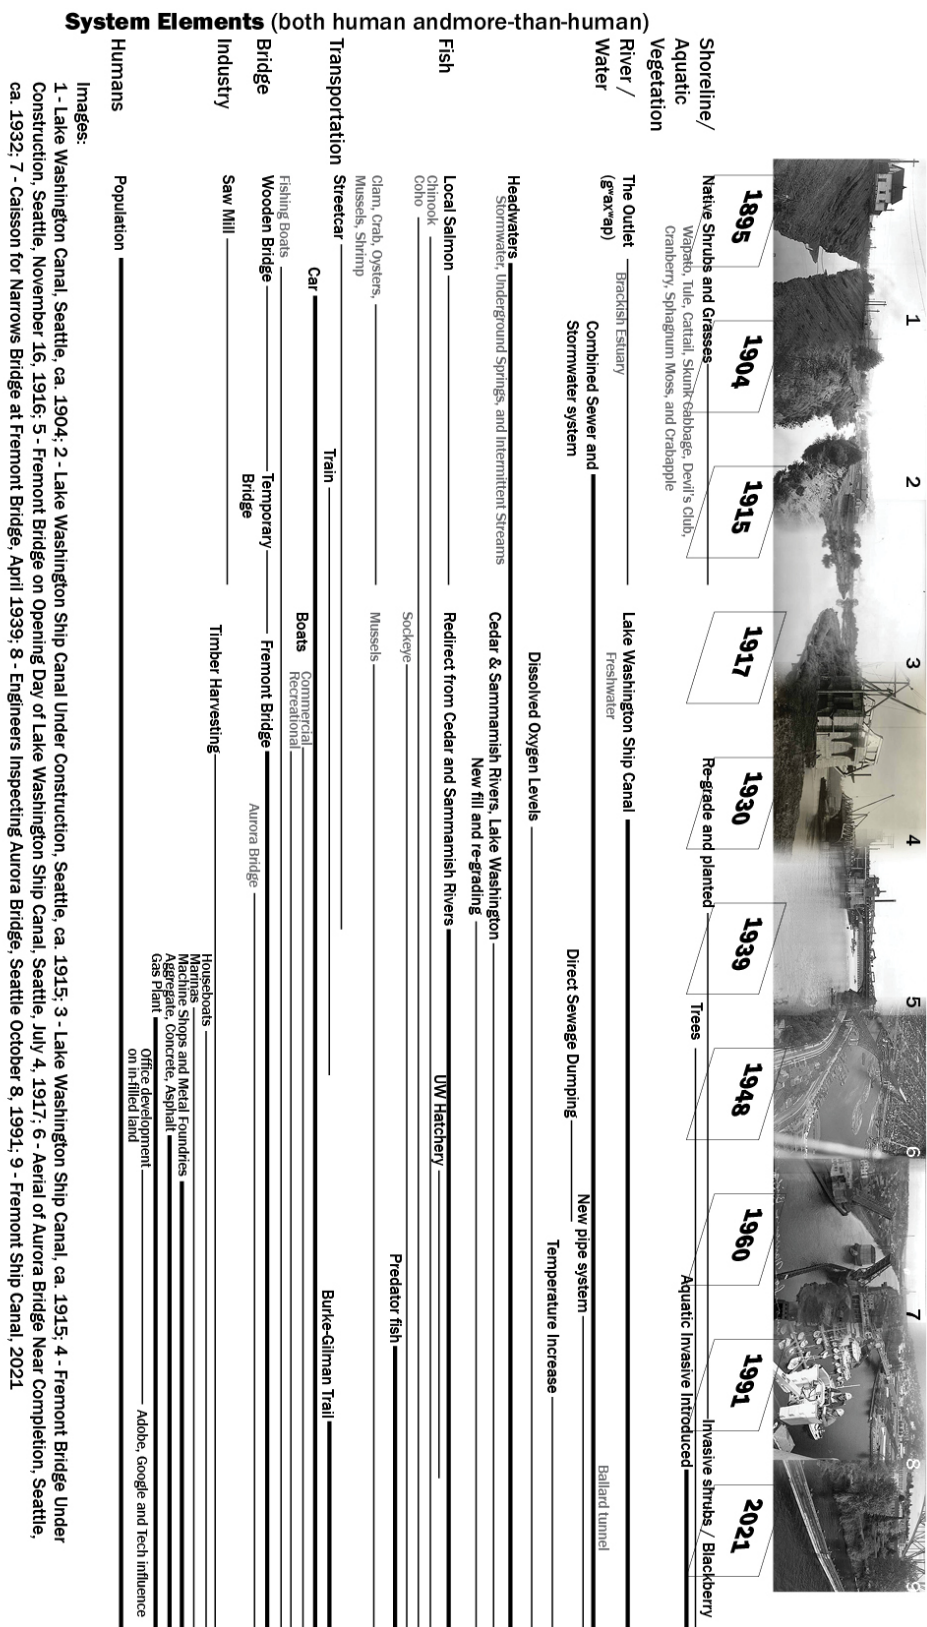 System Elements (both human andmore-than-human)
1
2
3
4
5
6
7
8
9
1895
1904
1915
1917
1930
1939
1948
1960
1991
2021
Shoreline/
Aquatic
Vegetation
Native Shrubs and Grasses
Wapato, Tule, Cattail, Skunk Cabbage, Devil's Club,
Cranberry, Sphagnum Moss, and Crabapple
Re-grade and planted
Trees
Invasive shrubs / Blackberry
Aquatic Invasive Introduced
River /
Water
The Outlet
(gʷaxʷap)
Brackish Estuary
Lake Washington Ship Canal
Freshwater
Combined Sewer and
Stormwater system
Direct Sewage Dumping
New pipe system
Ballard tunnel
Temperature Increase
Dissolved Oxygen Levels
Headwaters
Stormwater, Underground Springs, and Intermittent Streams
Cedar & Sammamish Rivers, Lake Washington
New fill and re-grading
Fish
Local Salmon
Chinook
Coho
Redirect from Cedar and Sammamish Rivers
UW Hatchery
Sockeye
Predator fish
Clam, Crab, Oysters,
Mussels, Shrimp
Mussels
Transportation
Streetcar
Train
Burke-Gilman Trail
Car
Boats
Commercial
Recreational
Fishing Boats
Bridge
Wooden Bridge
Temporary
Bridge
Fremont Bridge
Aurora Bridge
Industry
Saw Mill
Timber Harvesting
Houseboats
Marinas
Machine Shops and Metal Foundries
Aggregate, Concrete, Asphalt
Gas Plant
Office development
on in-filled land
Adobe, Google and Tech influence
Humans
Population
Images:
1 - Lake Washington Canal, Seattle, ca. 1904; 2 - Lake Washington Ship Canal Under Construction, Seattle, ca. 1915; 3 - Lake Washington Ship Canal, ca. 1915; 4 - Fremont Bridge Under
Construction, Seattle, November 16, 1916; 5 - Fremont Bridge on Opening Day of Lake Washington Ship Canal, Seattle, July 4, 1917; 6 - Aerial of Aurora Bridge Near Completion, Seattle,
ca. 1932; 7 - Caisson for Narrows Bridge at Fremont Bridge, April 1939; 8 - Engineers Inspecting Aurora Bridge, Seattle October 8, 1991; 9 - Fremont Ship Canal, 2021